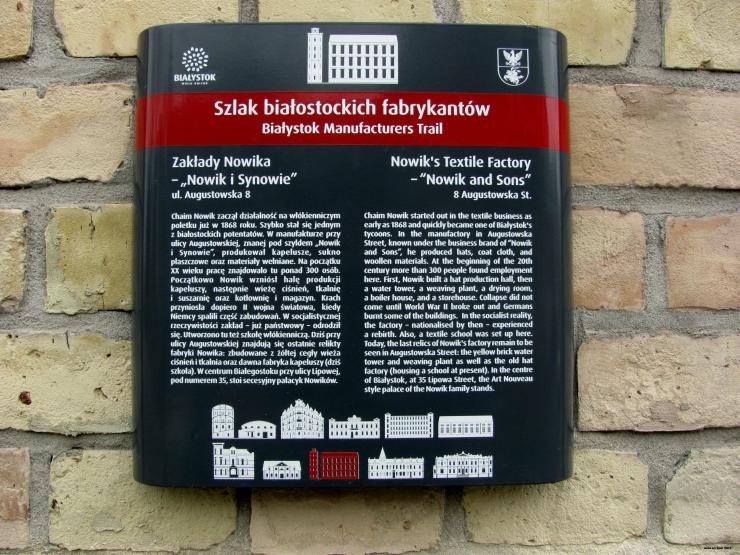 BIAŁYSTOK
Szlak białostockich fabrykantów
Białystok Manufacturers Trail
Zakłady Nowika
– „Nowik i Synowie”
ul. Augustowska 8
Chaim Nowik zaczął działalność na włókienniczym
poletku już w 1868 roku. Szybko stał się jednym
z białostockich potentatów. W manufakturze przy
ulicy Augustowskiej, znanej pod szyldem „Nowik
i Synowie”, produkował kapelusze, sukno
płaszczowe oraz materiały wełniane. Na początku
XX wieku pracę znajdowało tu ponad 300 osób.
Początkowo Nowik wzniósł halę produkcji
kapeluszy, następnie wieżę ciśnień, tkalnię
i suszarnię oraz kotłownię i magazyn. Krach
przyniosła dopiero II wojna światowa, kiedy
Niemcy spalili część zabudowań. W socjalistycznej
rzeczywistości zakład – już państwowy – odrodził
się. Utworzono tu też szkołę włókienniczą. Dziś przy
ulicy Augustowskiej znajdują się ostatnie relikty
fabryki Nowika: zbudowane z żółtej cegły wieża
ciśnień i tkalnia oraz dawna fabryka kapeluszy (dziś
szkoła). W centrum Białegostoku przy ulicy Lipowej,
pod numerem 35, stoi secesyjny pałacyk Nowików.
Nowik's Textile Factory
– “Nowik and Sons”
8 Augustowska St.
Chaim Nowik started out in the textile business as
early as 1868 and quickly became one of Białystok's
tycoons. In the manufactory in Augustowska
Street, known under the business brand of “Nowik
and Sons”, he produced hats, coat cloth, and
woollen materials. At the beginning of the 20th
century more than 300 people found employment
here. First, Nowik built a hat production hall, then
a water tower, a weaving plant, a drying room,
a boiler house, and a storehouse. Collapse did not
come until World War II broke out and Germans
burnt some of the buildings. In the socialist reality,
the factory – nationalised by then – experienced
a rebirth. Also, a textile school was set up here.
Today, the last relics of Nowik's factory remain to be
seen in Augustowska Street: the yellow brick water
tower and weaving plant as well as the old hat
factory (housing a school at present). In the centre
of Białystok, at 35 Lipowa Street, the Art Nouveau
style palace of the Nowik family stands.